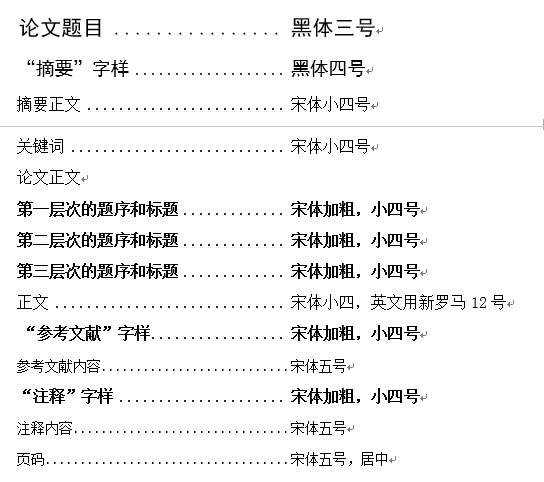 论文题目 ................ 黑体三号
“摘要”字样 ................... 黑体四号
摘要正文 ......................... 宋体小四号
关键词 ........................... 宋体小四号
论文正文
第一层次的题序和标题 ............. 宋体加粗，小四号
第二层次的题序和标题 ............. 宋体加粗，小四号
第三层次的题序和标题 ............. 宋体加粗，小四号
正文 ............................. 宋体小四，英文用新罗马 12 号
“参考文献”字样................. 宋体加粗，小四号
参考文献内容...........................宋体五号
“注释”字样 ..................... 宋体加粗，小四号
注释内容...............................宋体五号
页码...................................宋体五号，居中